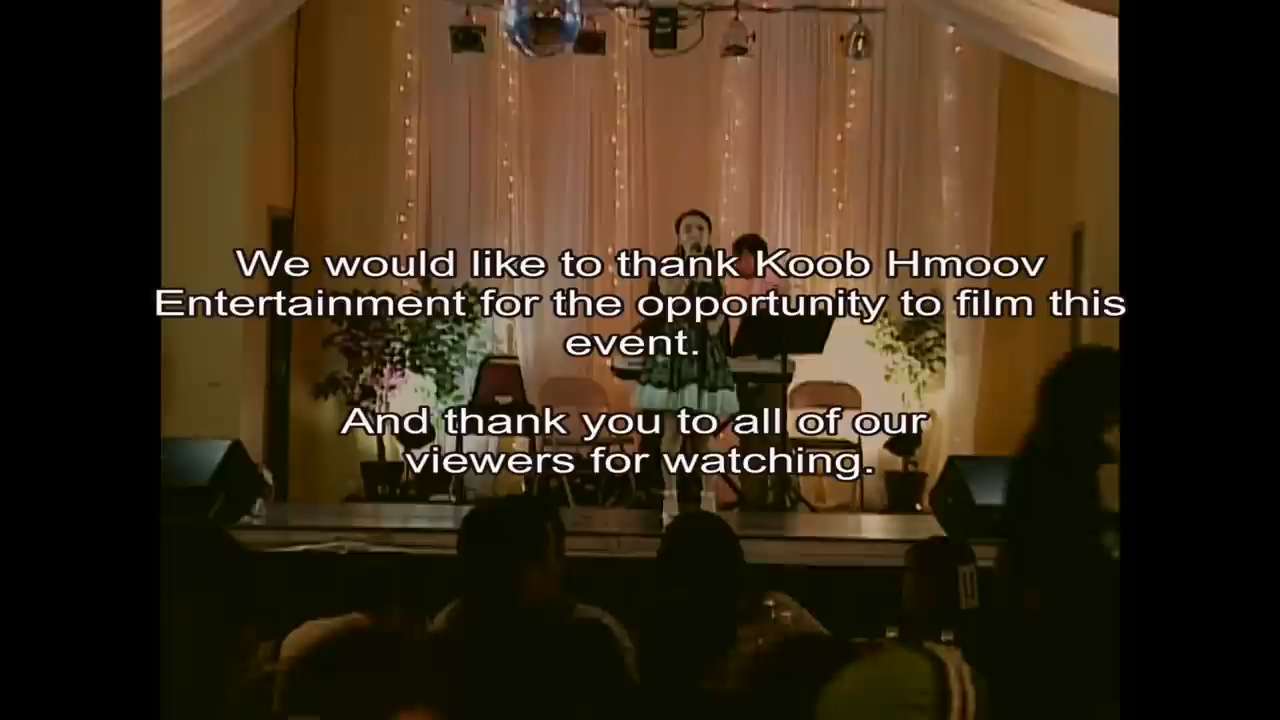 We would like to thank Koob Hmoov
Entertainment for the opportunity to film this
event.
And thank you to all of our
viewers for watching.